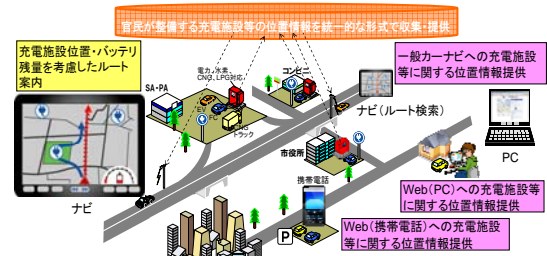 官民が整備する充電施設等の位置情報を統一的な形式で収集・提供
充電施設位置・バッテリ
残量を考慮したルート
案内
ナビ
SA・PA
電力、水素、
CNG、LPG対応
EV
FC
CNG
トラック
コンビニ
ナビ(ルート検索)
一般カーナビへの充電施設
等に関する位置情報提供
PC
市役所
Web(PC)への充電施設等
に関する位置情報提供
携帯電話
P
Web(携帯電話)への充電施設
等に関する位置情報提供